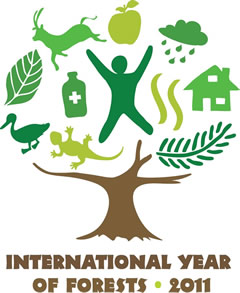 INTERNATIONAL YEAR
OF FORESTS • 2011